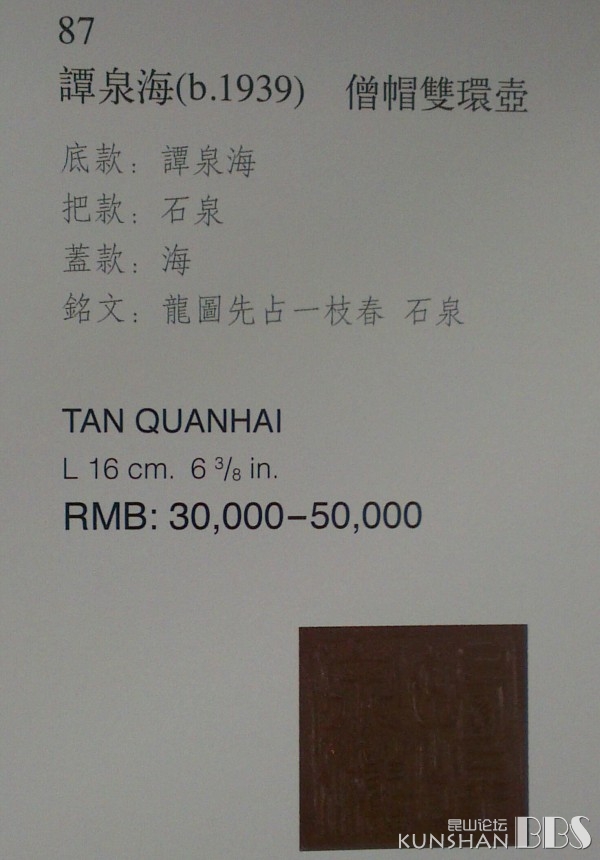 87
譚泉海(b.1939) 僧帽雙環壺
底款：譚泉海
把款：石泉
蓋款：海
銘文：龍圖先占一枝春 石泉
TAN QUANHAI
L 16 cm. 6 3/8 in.
RMB: 30,000–50,000
昆山论坛
KUNSHAN BBS